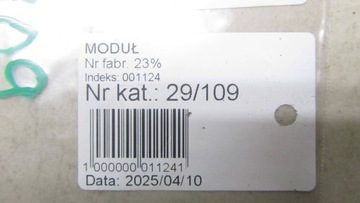 MODUŁ
Nr fabr. 23%
Indeks: 001124
Nr kat.: 29/109
1 000000 011241
Data: 2025/04/10